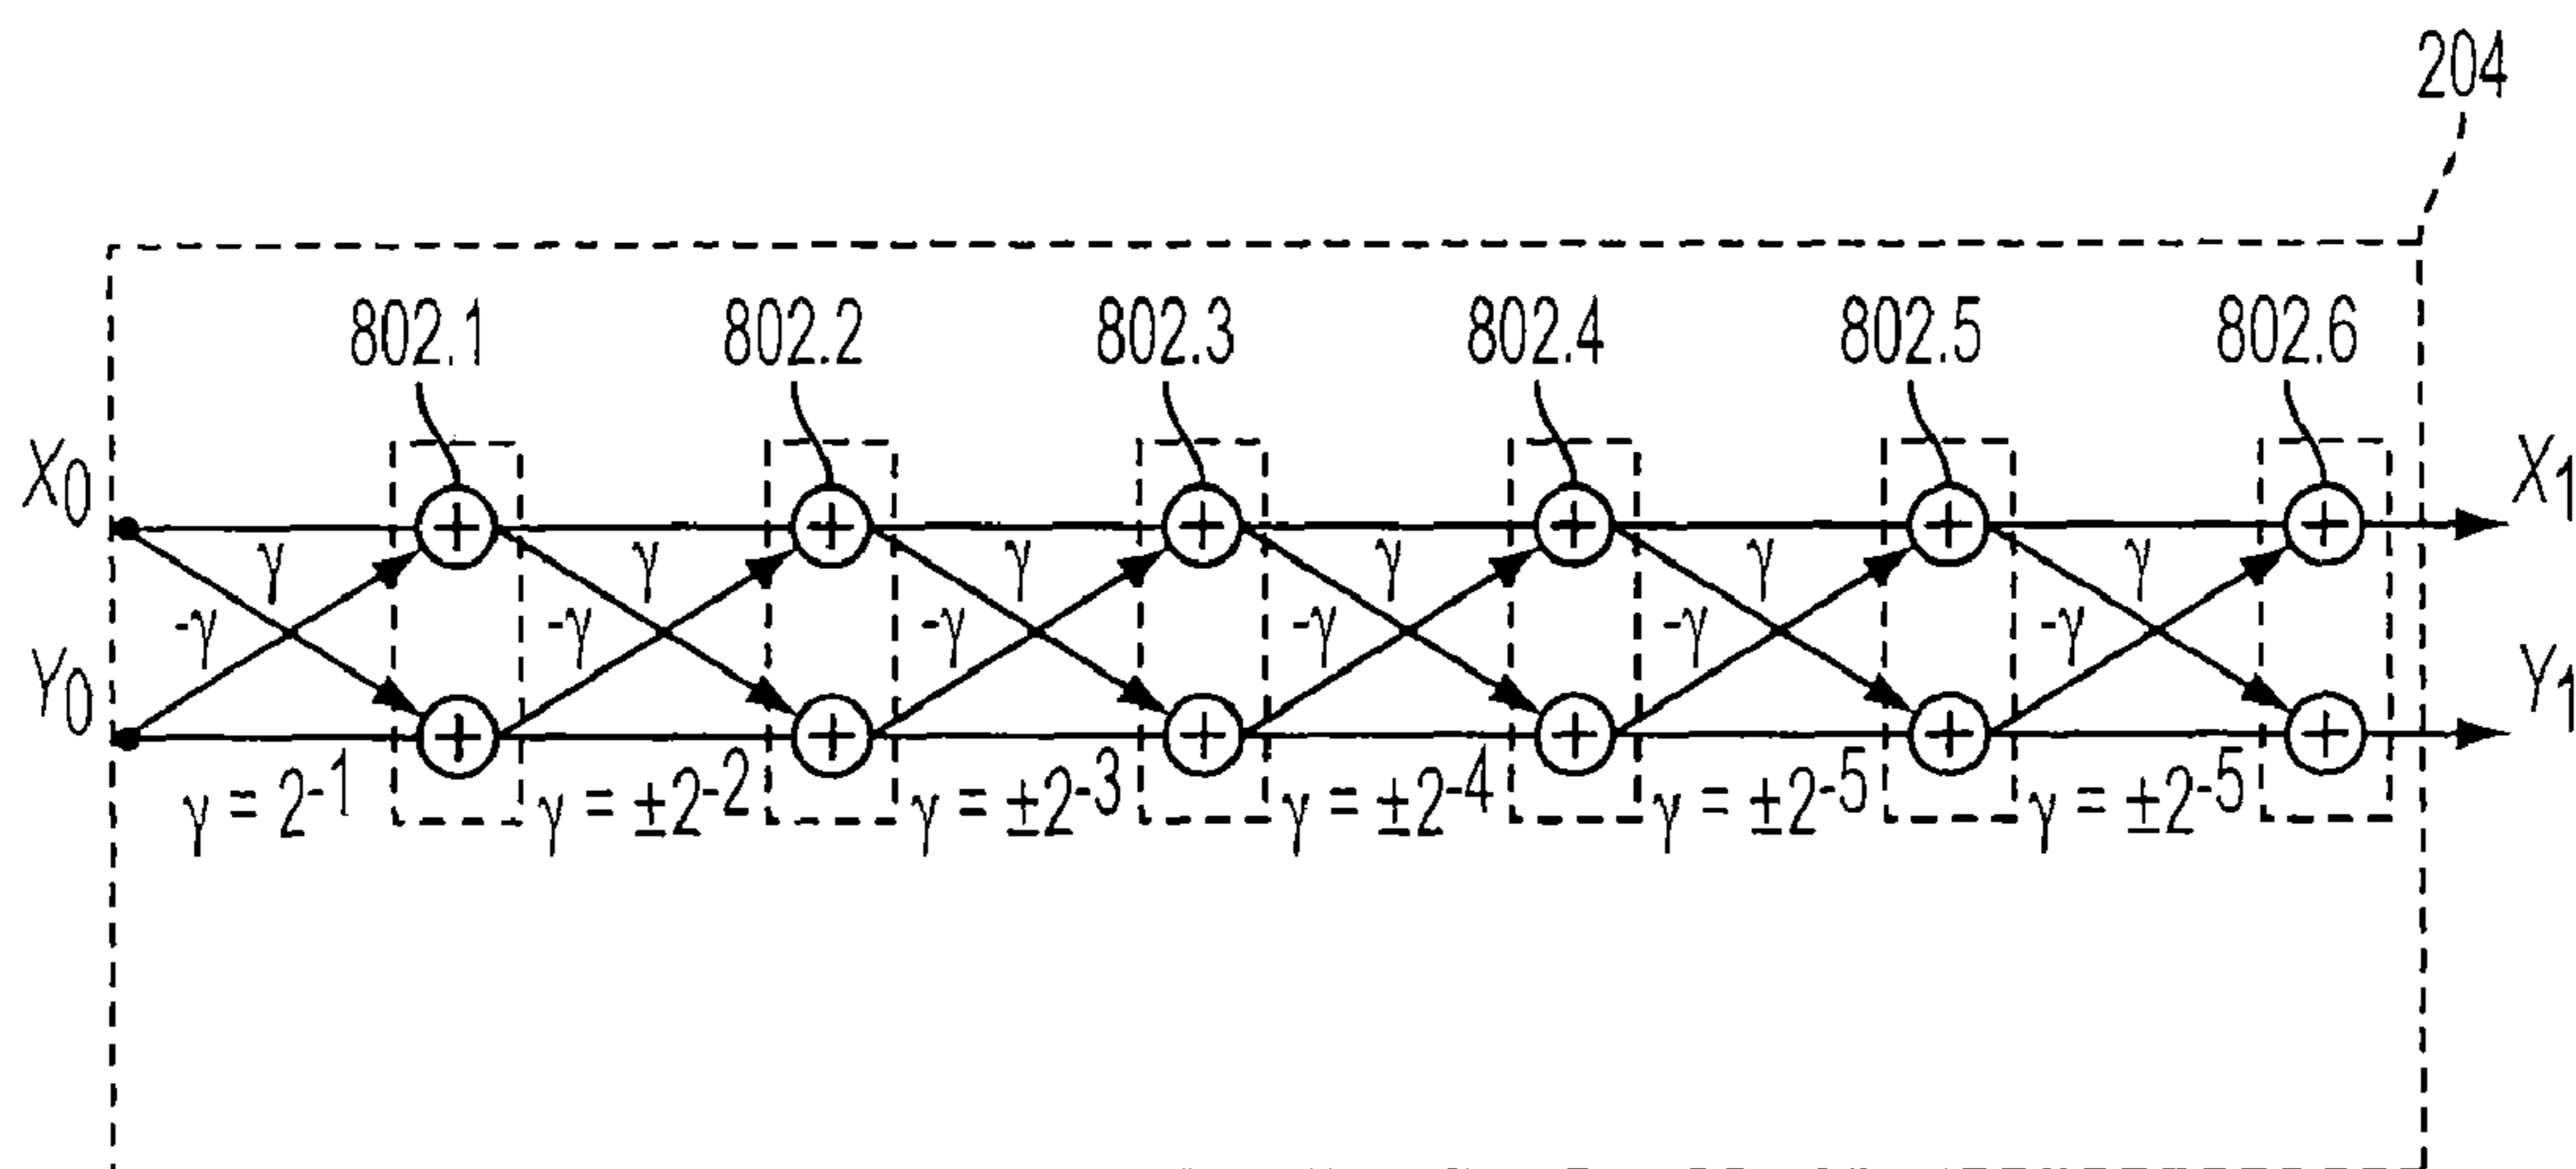 204
802.1 802.2 802.3 802.4 802.5 802.6
X0 X1
γ γ γ γ γ γ
-γ -γ -γ -γ -γ -γ
Y0 Y1
γ = 2-1 γ = ±2-2 γ = ±2-3 γ = ±2-4 γ = ±2-5 γ = ±2-5